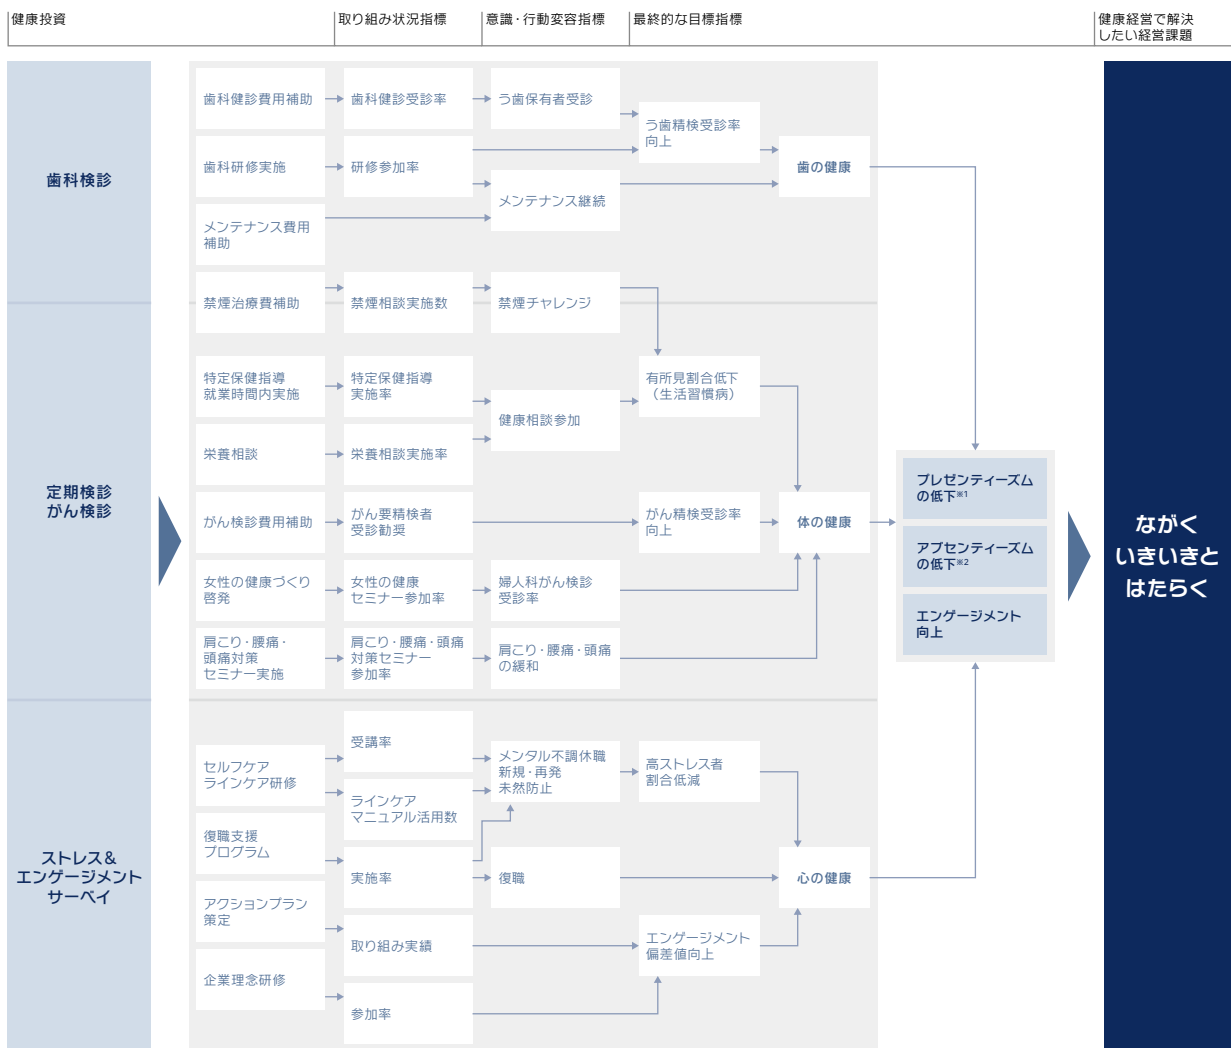 健康投資
取り組み状況指標
意識・行動変容指標
最終的な目標指標
健康経営で解決
したい経営課題
歯科検診
歯科健診費用補助
歯科健診受診率
う歯保有者受診
う歯精検受診率
向上
歯科研修実施
研修参加率
メンテナンス継続
歯の健康
メンテナンス費用
補助
禁煙治療費補助
禁煙相談実施数
禁煙チャレンジ
定期検診
がん検診
特定保健指導
就業時間内実施
特定保健指導
実施率
健康相談参加
有所見割合低下
（生活習慣病）
栄養相談
栄養相談実施率
がん検診費用補助
がん要精検者
受診勧奨
がん精検受診率
向上
体の健康
女性の健康づくり
啓発
女性の健康
セミナー参加率
婦人科がん検診
受診率
肩こり・腰痛・
頭痛対策
セミナー実施
肩こり・腰痛・頭痛
対策セミナー
参加率
肩こり・腰痛・頭痛
の緩和
ストレス&
エンゲージメント
サーベイ
セルフケア
ラインケア研修
受講率
ラインケア
マニュアル活用数
メンタル不調休職
新規・再発
未然防止
高ストレス者
割合低減
復職支援
プログラム
実施率
復職
心の健康
アクションプラン
策定
取り組み実績
エンゲージメント
偏差値向上
企業理念研修
参加率
プレゼンティーズム
の低下※1
アブセンティーズム
の低下※2
エンゲージメント
向上
ながく
いきいきと
はたらく